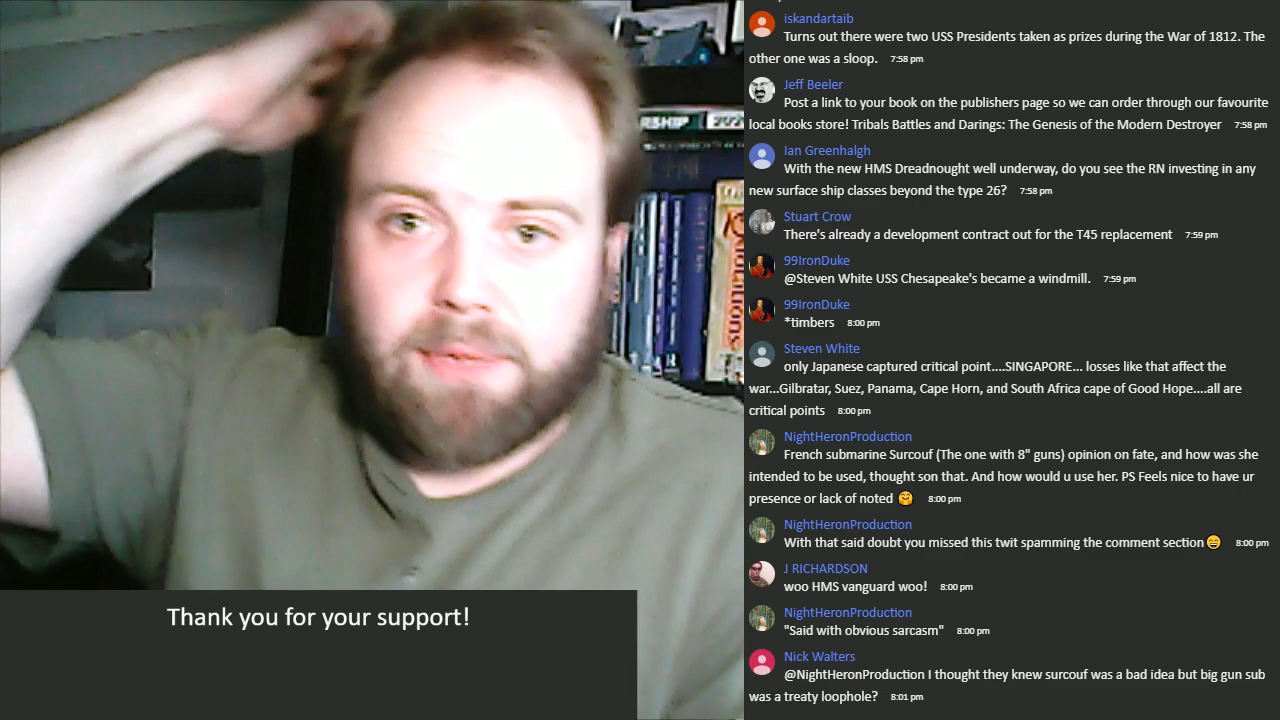 iskandartaib
Turns out there were two USS Presidents taken as prizes during the War of 1812. The
other one was a sloop. 7:58 pm
Jeff Beeler
Post a link to your book on the publishers page so we can order through our favourite
local books store! Tribals Battles and Darings: The Genesis of the Modern Destroyer 7:58 pm
Ian Greenhalgh
With the new HMS Dreadnought well underway, do you see the RN investing in any
new surface ship classes beyond the type 26? 7:58 pm
Stuart Crow
There's already a development contract out for the T45 replacement 7:59 pm
99IronDuke
@Steven White USS Chesapeake's became a windmill. 7:59 pm
99IronDuke
*timbers 8:00 pm
Steven White
only Japanese captured critical point....SINGAPORE... losses like that affect the
war...Gilbratar, Suez, Panama, Cape Horn, and South Africa cape of Good Hope....all are
critical points 8:00 pm
NightHeronProduction
French submarine Surcouf (The one with 8" guns) opinion on fate, and how was she
intended to be used, thought son that. And how would u use her. PS Feels nice to have ur
presence or lack of noted 🤗 8:00 pm
NightHeronProduction
With that said doubt you missed this twit spamming the comment section😄 8:00 pm
J RICHARDSON
woo HMS vanguard woo! 8:00 pm
NightHeronProduction
"Said with obvious sarcasm" 8:00 pm
Nick Walters
@NightHeronProduction I thought they knew surcouf was a bad idea but big gun sub
was a treaty loophole? 8:01 pm
Thank you for your support!